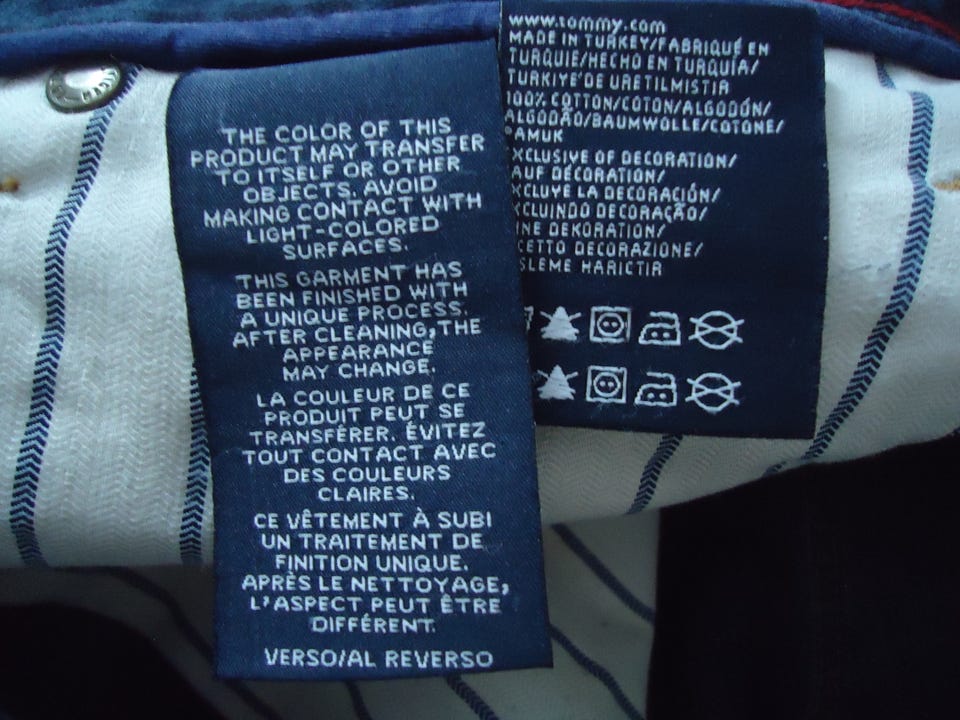 THE COLOR OF THIS
PRODUCT MAY TRANSFER
TO ITSELF OR OTHER
OBJECTS. AVOID
MAKING CONTACT WITH
LIGHT-COLORED
SURFACES.
THIS GARMENT HAS
BEEN FINISHED WITH
A UNIQUE PROCESS.
AFTER CLEANING, THE
APPEARANCE
MAY CHANGE.
LA COULEUR DE CE
PRODUIT PEUT SE
TRANSFÉRER. ÉVITEZ
TOUT CONTACT AVEC
DES COULEURS
CLAIRES.
CE VÊTEMENT À SUBI
UN TRAITEMENT DE
FINITION UNIQUE.
APRÈS LE NETTOYAGE,
L'ASPECT PEUT ÊTRE
DIFFÉRENT.
VERSO/AL REVERSO
www.tommy.com
MADE IN TURKEY/FABRIQUÉ EN
TURQUIE/HECHO EN TURQUÍA/
TURKIYE'DE URETILMISTIR
100% COTTON/COTON/ALGODÓN/
ALGODÃO/BAUMWOLLE/COTONE/
AMUK
XCLUSIVE OF DECORATION/
AUF DÉCORATION/
XCLUYE LA DECORACIÓN/
XCLUINDO DECORAÇÃO/
INE DEKORATION/
CETTO DECORAZIONE/
SLEME HARICTIR